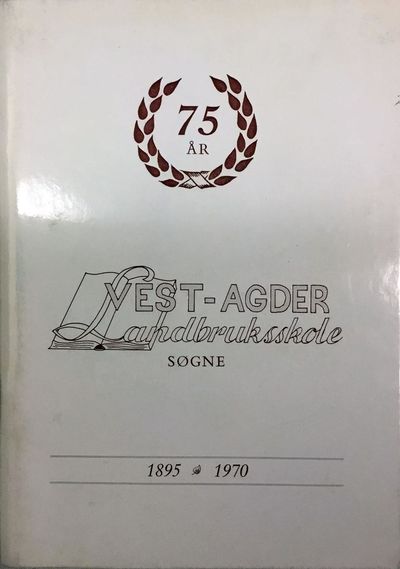 75
ÅR
VEST-AGDER
Landbruksskole
SØGNE
1895 1970